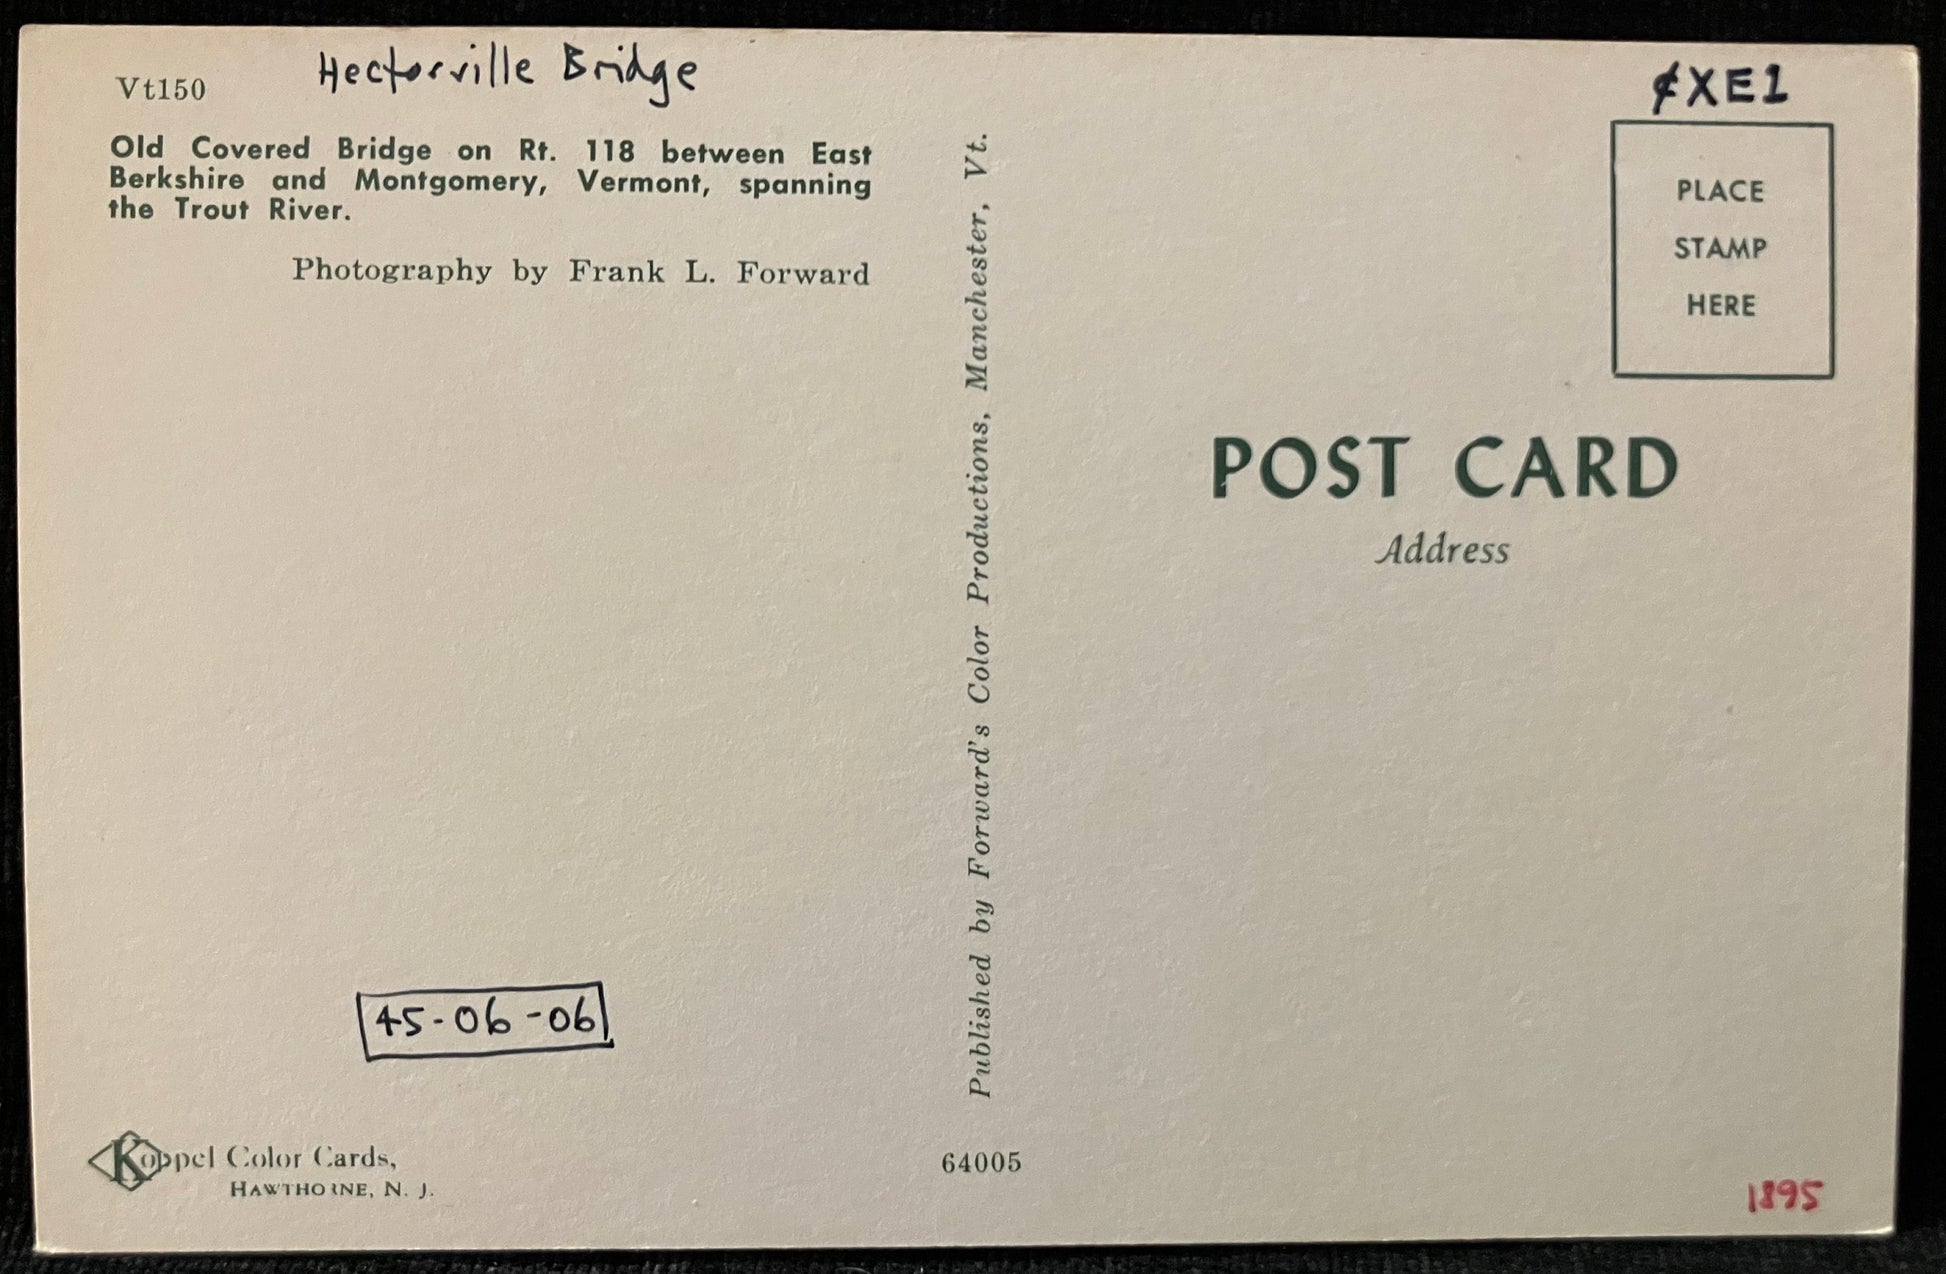 Vt150
Hectorville Bridge
Old Covered Bridge on Rt. 118 between East
Berkshire and Montgomery, Vermont, spanning
the Trout River.
Photography by Frank L. Forward
45-06-06
Koppel Color Cards,
HAWTHORNE, N. J.
Published by Forward's Color Productions, Manchester, Vt.
64005
¢XE1
PLACE
STAMP
HERE
POST CARD
Address
1895